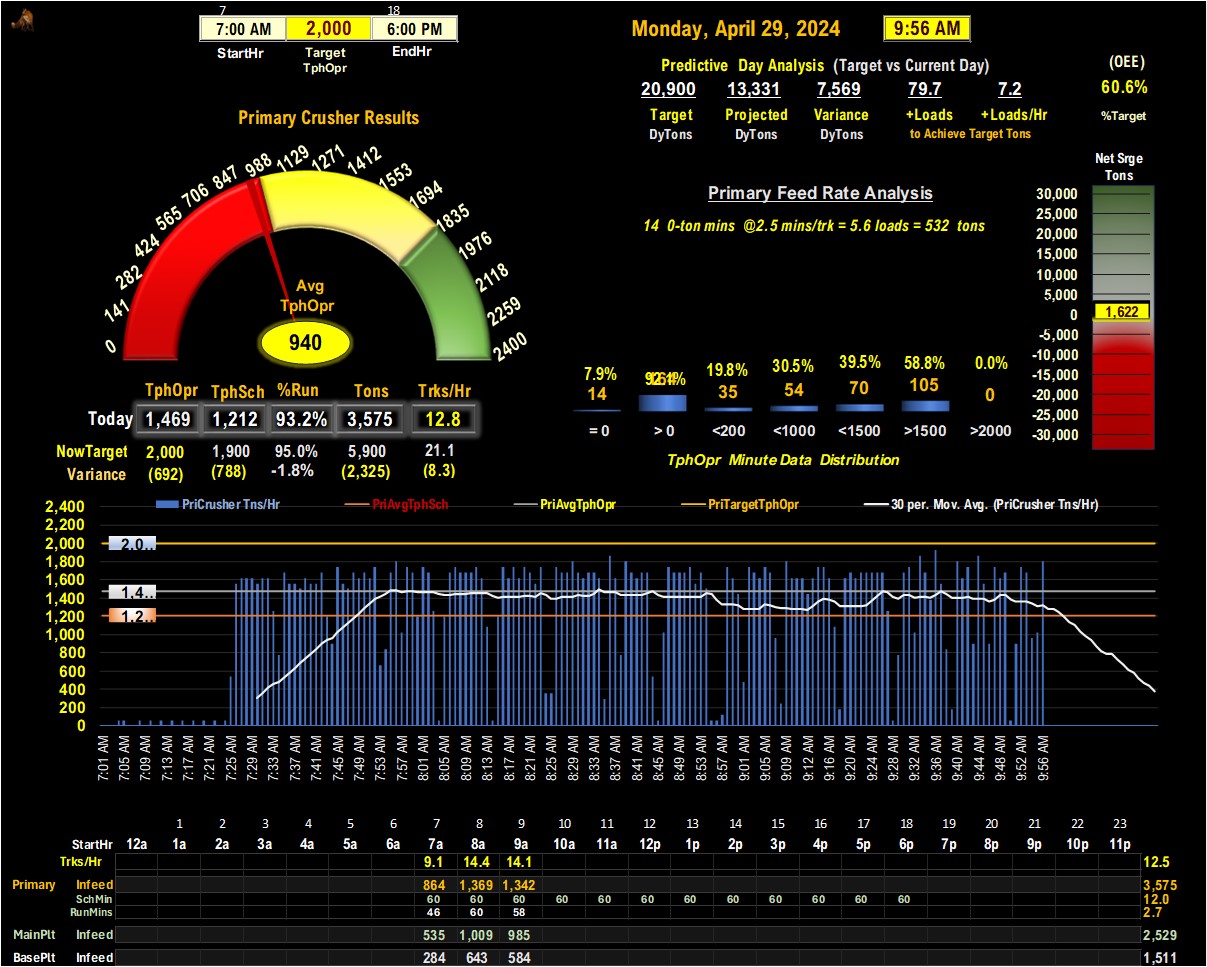 7 18
7:00 AM 2,000 6:00 PM
StartHr Target EndHr
TphOpr
Monday, April 29, 2024 9:56 AM
Predictive Day Analysis (Target vs Current Day)
20,900 13,331 7,569 79.7 7.2
Target Projected Variance +Loads +Loads/Hr
DyTons DyTons DyTons to Achieve Target Tons
(OEE)
60.6%
%Target
Primary Crusher Results
0 141 282 424 565 706 847 988 1129 1271 1412 1553 1694 1835 1976 2118 2259 2400
Avg
TphOpr
940
TphOpr TphSch %Run Tons Trks/Hr
Today 1,469 1,212 93.2% 3,575 12.8
NowTarget 2,000 1,900 95.0% 5,900 21.1
Variance (692) (788) -1.8% (2,325) (8.3)
Primary Feed Rate Analysis
14 0-ton mins @2.5 mins/trk = 5.6 loads = 532 tons
7.9% 19.8% 30.5% 39.5% 58.8% 0.0%
14 35 54 70 105 0
= 0 > 0 <200 <1000 <1500 >1500 >2000
TphOpr Minute Data Distribution
Net Srge
Tons
30,000
25,000
20,000
15,000
10,000
5,000
0
-5,000
-10,000
-15,000
-20,000
-25,000
-30,000
1,622
PriCrusher Tns/Hr PriAvgTphSch PriAvgTphOpr PriTargetTphOpr 30 per. Mov. Avg. (PriCrusher Tns/Hr)
2,400
2,200
2,000
1,800
1,600
1,400
1,200
1,000
800
600
400
200
0
2.0..
1.4..
1.2..
7:01 AM 7:05 AM 7:09 AM 7:13 AM 7:17 AM 7:21 AM 7:25 AM 7:29 AM 7:33 AM 7:37 AM 7:41 AM 7:45 AM 7:49 AM 7:53 AM 7:57 AM 8:01 AM 8:05 AM 8:09 AM 8:13 AM 8:17 AM 8:21 AM 8:25 AM 8:29 AM 8:33 AM 8:37 AM 8:41 AM 8:45 AM 8:49 AM 8:53 AM 8:57 AM 9:01 AM 9:05 AM 9:09 AM 9:12 AM 9:16 AM 9:20 AM 9:24 AM 9:28 AM 9:32 AM 9:36 AM 9:40 AM 9:44 AM 9:48 AM 9:52 AM 9:56 AM
1 2 3 4 5 6 7 8 9 10 11 12 13 14 15 16 17 18 19 20 21 22 23
StartHr 12a 1a 2a 3a 4a 5a 6a 7a 8a 9a 10a 11a 12p 1p 2p 3p 4p 5p 6p 7p 8p 9p 10p 11p
Trks/Hr 9.1 14.4 14.1 12.5
Primary Infeed 864 1,369 1,342 3,575
SchMin 60 60 60 60 60 60 60 60 60 60 60 60 12.0
RunMins 46 60 58 2.7
MainPlt Infeed 535 1,009 985 2,529
BasePlt Infeed 284 643 584 1,511